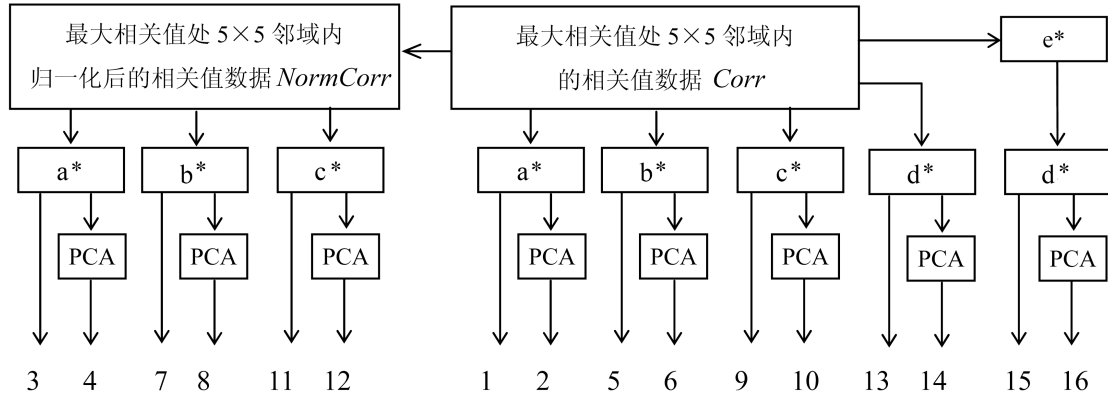 最大相关值处 5×5 邻域内
归一化后的相关值数据 NormCorr
最大相关值处 5×5 邻域内
的相关值数据 Corr
e*
a* b* c* a* b* c* d* d*
PCA PCA PCA PCA PCA PCA PCA PCA
3 4 7 8 11 12 1 2 5 6 9 10 13 14 15 16